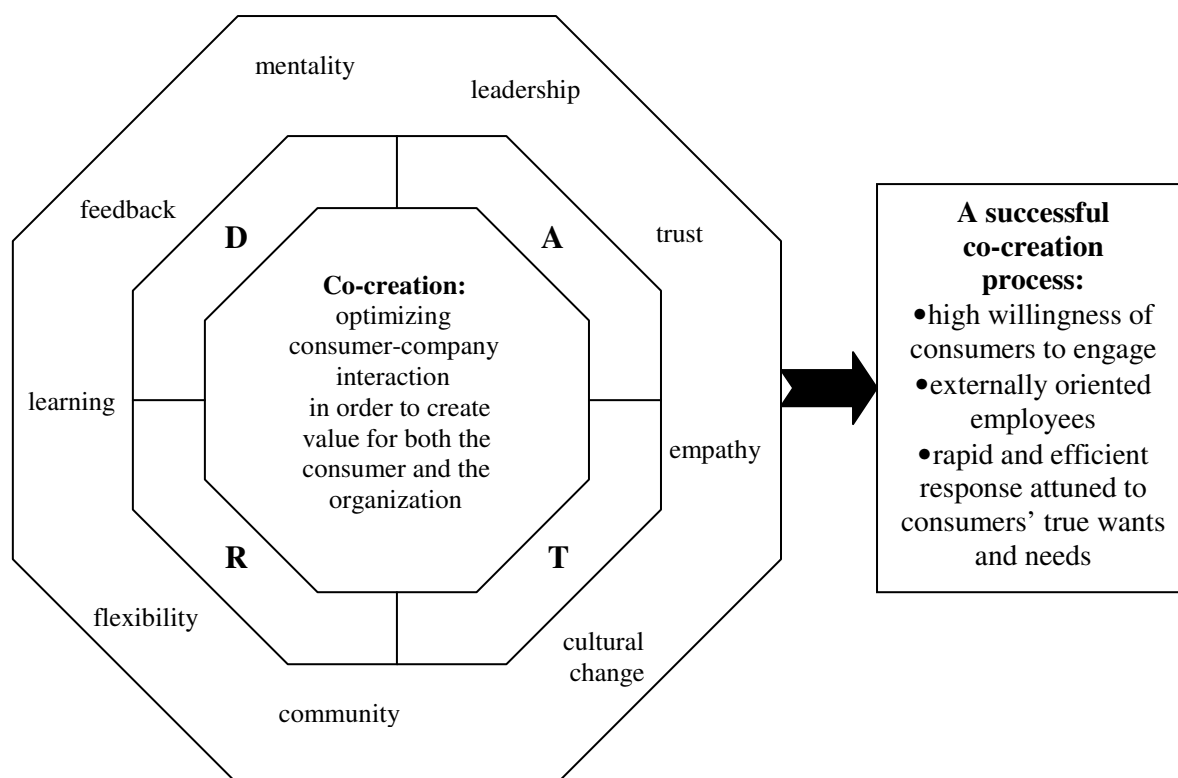 mentality
leadership
feedback
trust
D
A
Co-creation:
optimizing
consumer-company
interaction
in order to create
value for both the
consumer and the
organization
learning
empathy
R
T
flexibility
cultural
change
community
A successful
co-creation
process:
•high willingness of
consumers to engage
•externally oriented
employees
•rapid and efficient
response attuned to
consumers’ true wants
and needs